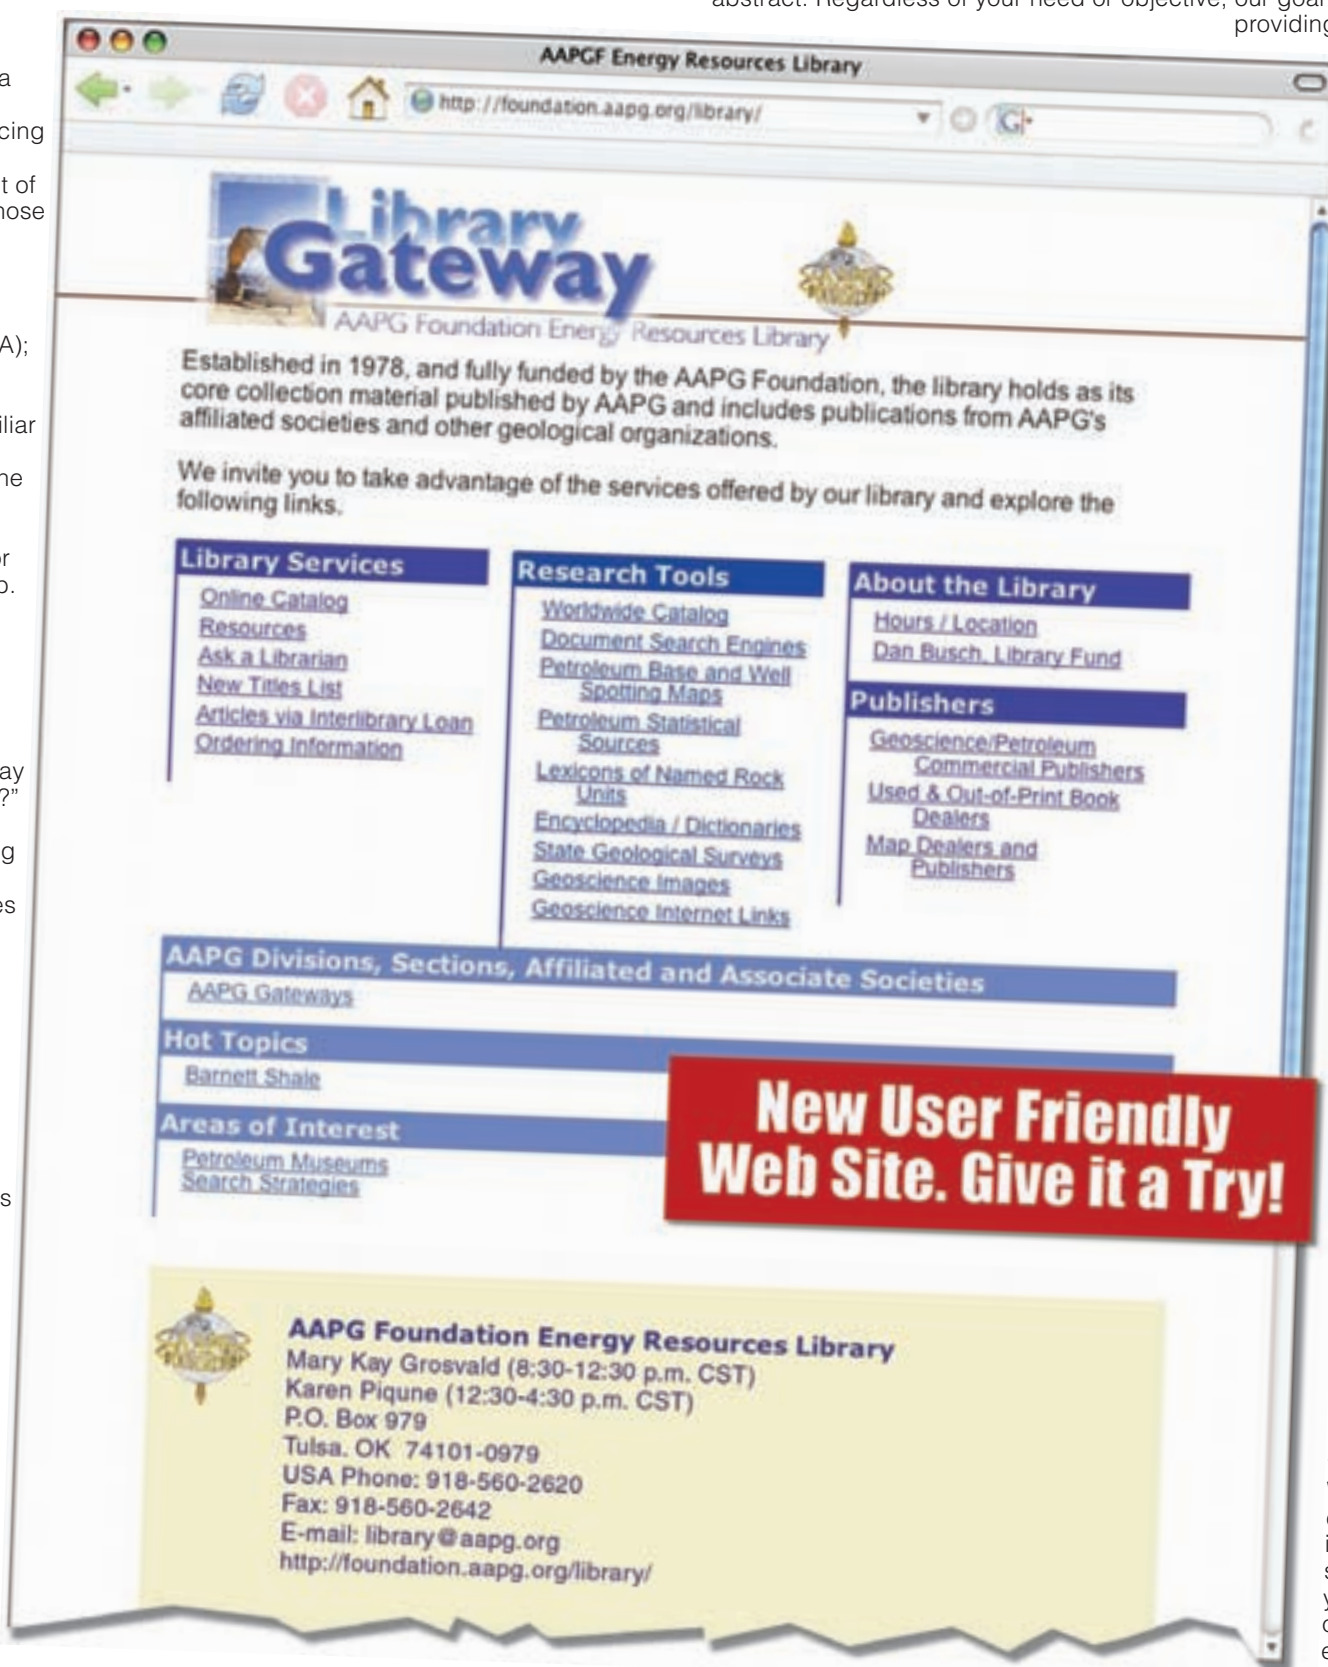 abstract. Regardless of your need or objective, our goal
providing
a
cing
t of
nose
A);
iliar
ne
or
o.
ay
?"
g
es
s
AAPGF Energy Resources Library
http://foundation.aapg.org/library/
G
Library
Gateway
AAPG Foundation Energy Resources Library
Established in 1978, and fully funded by the AAPG Foundation, the library holds as its
core collection material published by AAPG and includes publications from AAPG's
affiliated societies and other geological organizations.
We invite you to take advantage of the services offered by our library and explore the
following links.
Library Services
Online Catalog
Resources
Ask a Librarian
New Titles List
Articles via Interlibrary Loan
Ordering Information
Research Tools
Worldwide Catalog
Document Search Engines
Petroleum Base and Well
Spotting Maps
Petroleum Statistical
Sources
Lexicons of Named Rock
Units
Encyclopedia / Dictionaries
State Geological Surveys
Geoscience Images
Geoscience Internet Links
About the Library
Hours / Location
Dan Busch, Library Fund
Publishers
Geoscience/Petroleum
Commercial Publishers
Used & Out-of-Print Book
Dealers
Map Dealers and
Publishers
AAPG Divisions, Sections, Affiliated and Associate Societies
AAPG Gateways
Hot Topics
Barnett Shale
Areas of Interest
Petroleum Museums
Search Strategies
New User Friendly
Web Site. Give it a Try!
AAPG Foundation Energy Resources Library
Mary Kay Grosvald (8:30-12:30 p.m. CST)
Karen Piqune (12:30-4:30 p.m. CST)
P.O. Box 979
Tulsa. OK 74101-0979
USA Phone: 918-560-2620
Fax: 918-560-2642
E-mail: library@aapg.org
http://foundation.aapg.org/library/